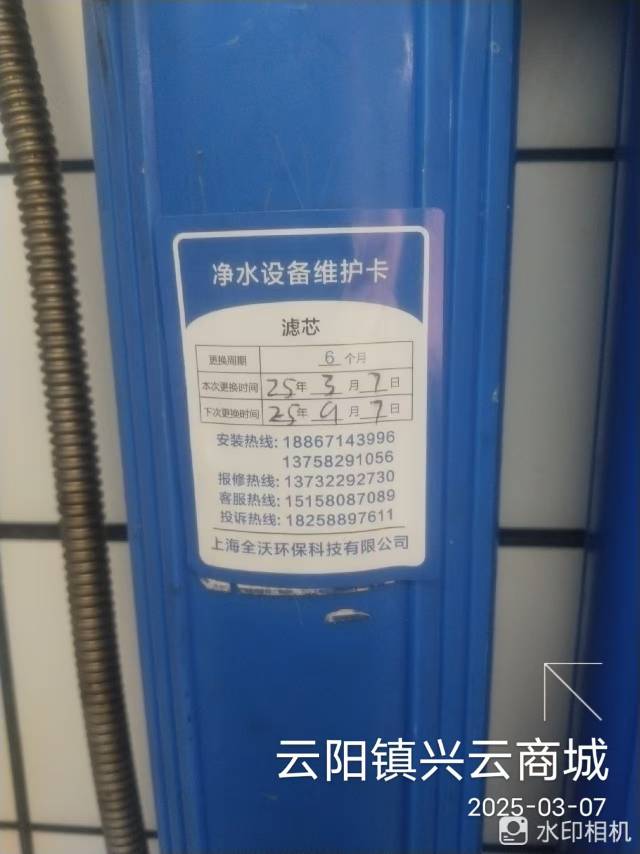 净水设备维护卡
滤芯
更换周期 6 个月
本次更换时间 25 年 3 月 7 日
下次更换时间 25 年 9 月 7 日
安装热线: 18867143996
13758291056
报修热线: 13732292730
客服热线: 15158087089
投诉热线: 18258897611
上海全沃环保科技有限公司
云阳镇兴云商城
2025-03-07
水印相机